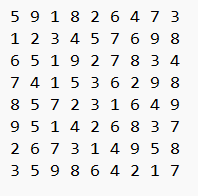 5 9 1 8 2 6 4 7 3
1 2 3 4 5 7 6 9 8
6 5 1 9 2 7 8 3 4
7 4 1 5 3 6 2 9 8
8 5 7 2 3 1 6 4 9
9 5 1 4 2 6 8 3 7
2 6 7 3 1 4 9 5 8
3 5 9 8 6 4 2 1 7